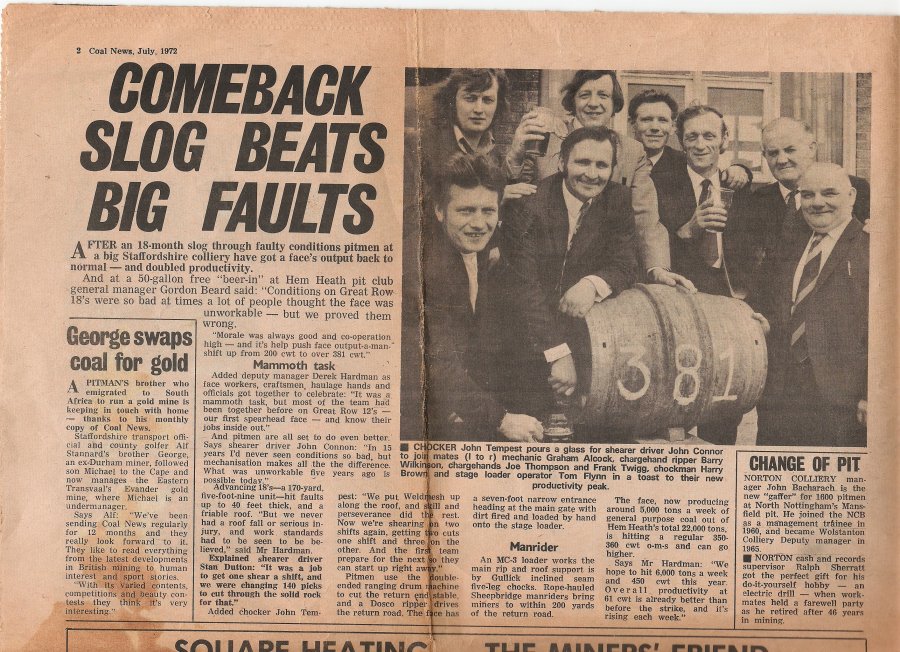 2 Coal News, July, 1972
COMEBACK
SLOG BEATS
BIG FAULTS
AFTER an 18-month slog through faulty conditions pitmen at
a big Staffordshire colliery have got a face's output back to
normal — and doubled productivity.
And at a 50-gallon free "beer-in" at Hem Heath pit club
general manager Gordon Beard said: "Conditions on Great Row
18's were so bad at times a lot of people thought the face was
unworkable — but we proved them
wrong.
"Morale was always good and co-operation
high — and it's help push face output-a-man-
shift up from 200 cwt to over 381 cwt."
Mammoth task
Added deputy manager Derek Hardman as
face workers, craftsmen, haulage hands and
officials got together to celebrate: "It was a
mammoth task, but most of the team had
been together before on Great Row 12's —
our first spearhead face — and know their
jobs inside out."
And pitmen are all set to do even better.
Says shearer driver John Connon: "In 15
years I'd never seen conditions so bad, but
mechanisation makes all the the difference.
What was unworkable five years ago is
possible today."
Advancing 18's—a 170-yard,
five-foot-nine unit—hit faults
up to 40 feet thick, and a
friable roof. "But we never
had a roof fall or serious in-
jury, and work standards
had to be seen to be be-
lieved," said Mr Hardman.
Explained shearer driver
Stan Dutton: "It was a job
to get one shear a shift, and
we were changing 140 picks
to cut through the solid rock
for that."
Added chocker John Tem-
pest: "We put Weldmesh up
along the roof, and skill and
perseverance did the rest.
Now we're shearing on two
shifts again, getting two cuts
one shift and three on the
other. And the first team
prepare for the next so they
can start up right away."
Pitmen use the double-
ended ranging drum machine
to cut the return end stable,
and a Dosco ripper drives
the return road. The face has
a seven-foot narrow entrance
heading at the main gate with
dirt fired and loaded by hand
onto the stage loader.
Manrider
An MC-3 loader works the
main rip and roof support is
by Gullick inclined seam
five-leg chocks. Rope-hauled
Sheepbridge manriders bring
miners to within 200 yards
of the return road.
The face, now producing
around 5,000 tons a week of
general purpose coal out of
Hem Heath's total 22,000 tons,
is hitting a regular 350-
360 cwt o-m-s and can go
higher.
Says Mr Hardman: "We
hope to hit 6,000 tons a week
and 450 cwt this year.
Overall productivity at
61 cwt is already better than
before the strike, and it's
rising each week."
George swaps
coal for gold
A PITMAN'S brother who
emigrated to South
Africa to run a gold mine is
keeping in touch with home
— thanks to his monthly
copy of Coal News.
Staffordshire transport offi-
cial and county golfer Alf
Stannard's brother George,
an ex-Durham miner, followed
son Michael to the Cape and
now manages the Eastern
Transvaal's Evander gold
mine, where Michael is an
undermanager.
Says Alf: "We've been
sending Coal News regularly
for 12 months and they
really look forward to it.
They like to read everything
from the latest developments
in British mining to human
interest and sport stories.
"With its varied contents,
competitions and beauty con-
tests they think it's very
interesting."
381
■ CHOCKER John Tempest pours a glass for shearer driver John Connor
to join mates (l to r) mechanic Graham Alcock, chargehand ripper Barry
Wilkinson, chargehands Joe Thompson and Frank Twigg, chockman Harry
Brown and stage loader operator Tom Flynn in a toast to their new
productivity peak.
CHANGE OF PIT
NORTON COLLIERY man-
ager John Bacharach is the
new "gaffer" for 1600 pitmen
at North Nottingham's Mans-
field pit. He joined the NCB
as a management trainee in
1960, and became Wolstanton
Colliery Deputy manager in
1965.
■ NORTON cash and records
supervisor Ralph Sherratt
got the perfect gift for his
do-it-yourself hobby — an
electric drill — when work-
mates held a farewell party
as he retired after 46 years
in mining.
SQUARE HEATING THE MINERS' FRIEND